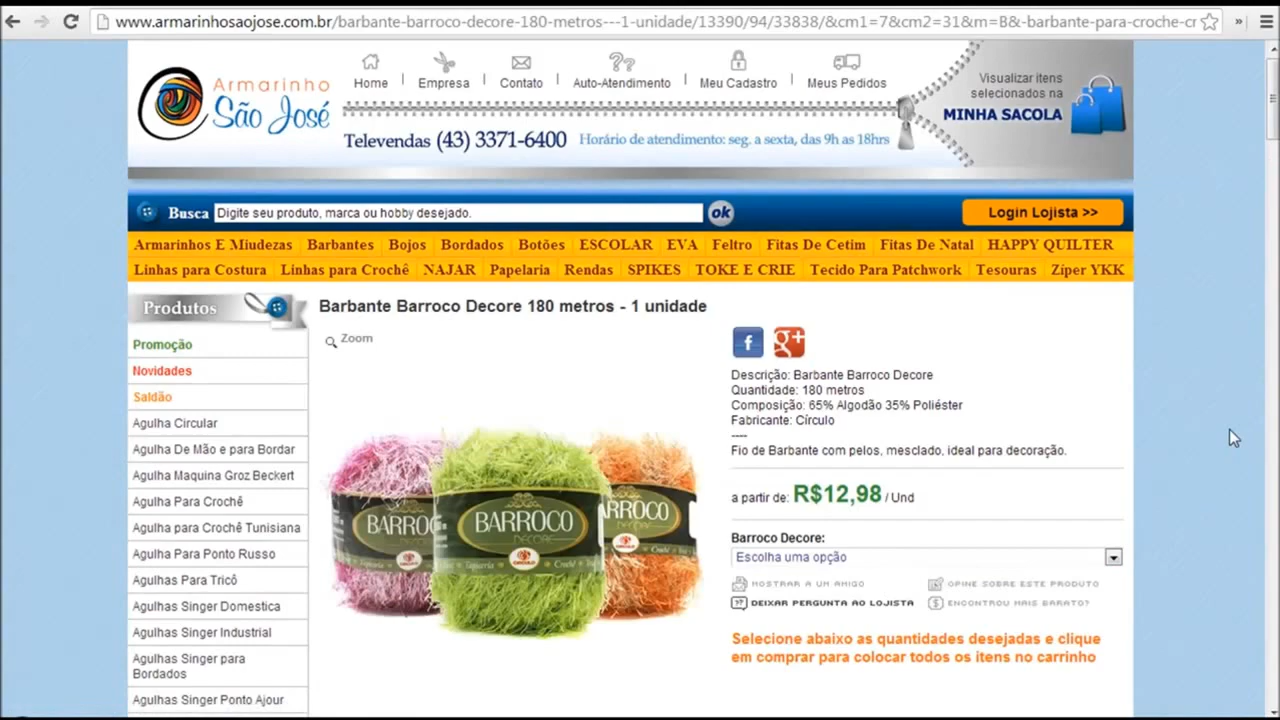 www.armarinhosaojose.com.br/barbante-barroco-decore-180-metros---1-unidade/13390/94/33838/&cm1=7&cm2=31&m=B&-barbante-para-croche-cr
Armarinho
São José
Home
Empresa
Contato
Auto-Atendimento
Meu Cadastro
Meus Pedidos
Televendas (43) 3371-6400
Horário de atendimento: seg. a sexta, das 9h as 18hrs
Visualizar itens
selecionados na
MINHA SACOLA
Busca
Digite seu produto, marca ou hobby desejado.
ok
Login Lojista >>
Armarinhos E Miudezas Barbantes Bojos Bordados Botões ESCOLAR EVA Feltro Fitas De Cetim Fitas De Natal HAPPY QUILTER
Linhas para Costura Linhas para Crochê NAJAR Papelaria Rendas SPIKES TOKE E CRIE Tecido Para Patchwork Tesouras Zíper YKK
Produtos
Promoção
Novidades
Saldão
Agulha Circular
Agulha De Mão e para Bordar
Agulha Maquina Groz Beckert
Agulha Para Crochê
Agulha para Crochê Tunisiana
Agulha Para Ponto Russo
Agulhas Para Tricô
Agulhas Singer Domestica
Agulhas Singer Industrial
Agulhas Singer para
Bordados
Agulhas Singer Ponto Ajour
Barbante Barroco Decore 180 metros - 1 unidade
Zoom
BARROCO
DECORE
CÍRCULO
f
g+
Descrição: Barbante Barroco Decore
Quantidade: 180 metros
Composição: 65% Algodão 35% Poliéster
Fabricante: Círculo
----
Fio de Barbante com pelos, mesclado, ideal para decoração.
a partir de: R$12,98 / Und
Barroco Decore:
Escolha uma opção
MOSTRAR A UM AMIGO
OPINE SOBRE ESTE PRODUTO
DEIXAR PERGUNTA AO LOJISTA
ENCONTROU MAIS BARATO?
Selecione abaixo as quantidades desejadas e clique
em comprar para colocar todos os itens no carrinho